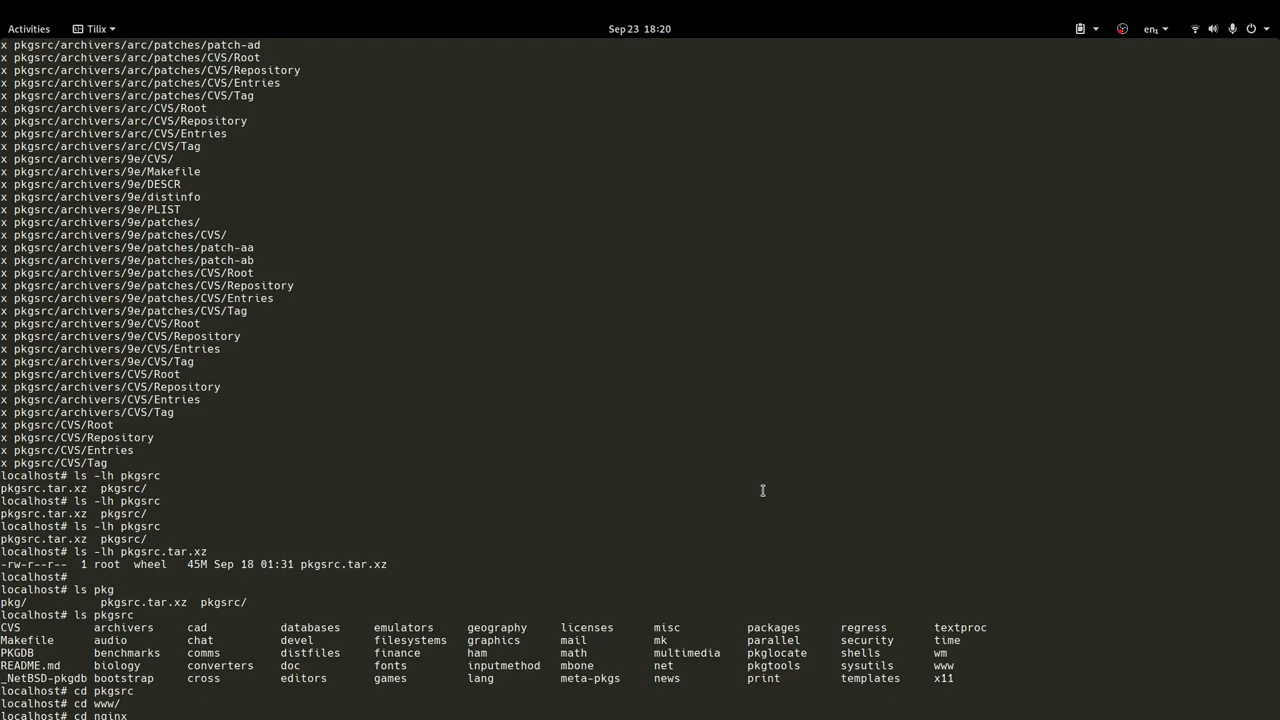 Activities Tilix Sep 23 18:20 en₁
x pkgsrc/archivers/arc/patches/patch-ad
x pkgsrc/archivers/arc/patches/CVS/Root
x pkgsrc/archivers/arc/patches/CVS/Repository
x pkgsrc/archivers/arc/patches/CVS/Entries
x pkgsrc/archivers/arc/patches/CVS/Tag
x pkgsrc/archivers/arc/CVS/Root
x pkgsrc/archivers/arc/CVS/Repository
x pkgsrc/archivers/arc/CVS/Entries
x pkgsrc/archivers/arc/CVS/Tag
x pkgsrc/archivers/9e/CVS/
x pkgsrc/archivers/9e/Makefile
x pkgsrc/archivers/9e/DESCR
x pkgsrc/archivers/9e/distinfo
x pkgsrc/archivers/9e/PLIST
x pkgsrc/archivers/9e/patches/
x pkgsrc/archivers/9e/patches/CVS/
x pkgsrc/archivers/9e/patches/patch-aa
x pkgsrc/archivers/9e/patches/patch-ab
x pkgsrc/archivers/9e/patches/CVS/Root
x pkgsrc/archivers/9e/patches/CVS/Repository
x pkgsrc/archivers/9e/patches/CVS/Entries
x pkgsrc/archivers/9e/patches/CVS/Tag
x pkgsrc/archivers/9e/CVS/Root
x pkgsrc/archivers/9e/CVS/Repository
x pkgsrc/archivers/9e/CVS/Entries
x pkgsrc/archivers/9e/CVS/Tag
x pkgsrc/archivers/CVS/Root
x pkgsrc/archivers/CVS/Repository
x pkgsrc/archivers/CVS/Entries
x pkgsrc/archivers/CVS/Tag
x pkgsrc/CVS/Root
x pkgsrc/CVS/Repository
x pkgsrc/CVS/Entries
x pkgsrc/CVS/Tag
localhost# ls -lh pkgsrc
pkgsrc.tar.xz  pkgsrc/
localhost# ls -lh pkgsrc
pkgsrc.tar.xz  pkgsrc/
localhost# ls -lh pkgsrc
pkgsrc.tar.xz  pkgsrc/
localhost# ls -lh pkgsrc.tar.xz
-rw-r--r--  1 root  wheel   45M Sep 18 01:31 pkgsrc.tar.xz
localhost#
localhost# ls pkg
pkg/           pkgsrc.tar.xz  pkgsrc/
localhost# ls pkgsrc
CVS           archivers     cad           databases     emulators     geography     licenses      misc          packages      regress       textproc
Makefile      audio         chat          devel         filesystems   graphics      mail          mk            parallel      security      time
PKGDB         benchmarks    comms         distfiles     finance       ham           math          multimedia    pkglocate     shells        wm
README.md     biology       converters    doc           fonts         inputmethod   mbone         net           pkgtools      sysutils      www
_NetBSD-pkgdb bootstrap     cross         editors       games         lang          meta-pkgs     news          print         templates     x11
localhost# cd pkgsrc
localhost# cd www/
localhost# cd nginx